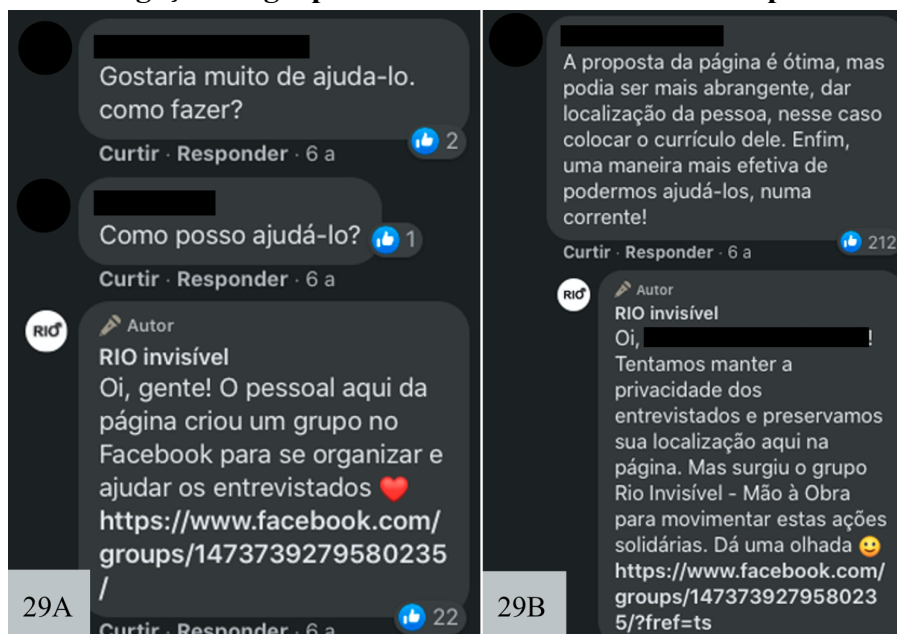 Gostaria muito de ajuda-lo.
como fazer?
Curtir · Responder · 6 a
2
Como posso ajudá-lo?
1
Curtir · Responder · 6 a
RIO
Autor
RIO invisível
Oi, gente! O pessoal aqui da
página criou um grupo no
Facebook para se organizar e
ajudar os entrevistados ❤️
https://www.facebook.com/
groups/1473739279580235
/
22
Curtir · Responder · 6 a
29A
A proposta da página é ótima, mas
podia ser mais abrangente, dar
localização da pessoa, nesse caso
colocar o currículo dele. Enfim,
uma maneira mais efetiva de
podermos ajudá-los, numa
corrente!
212
Curtir · Responder · 6 a
RIO
Autor
RIO invisível
Oi, !
Tentamos manter a
privacidade dos
entrevistados e preservamos
sua localização aqui na
página. Mas surgiu o grupo
Rio Invisível - Mão à Obra
para movimentar estas ações
solidárias. Dá uma olhada 🙂
https://www.facebook.com/
groups/147373927958023
5/?fref=ts
29B